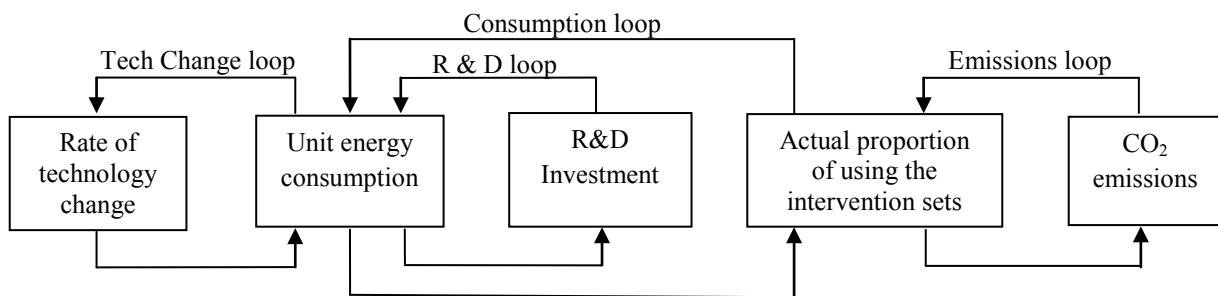 Consumption loop
Tech Change loop
R & D loop
Emissions loop
Rate of
technology
change
Unit energy
consumption
R&D
Investment
Actual proportion
of using the
intervention sets
CO₂
emissions